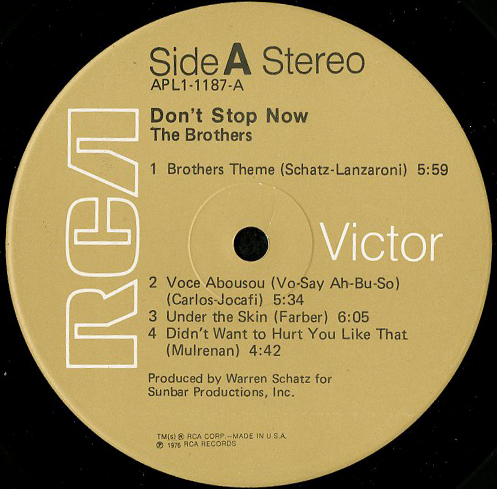 Side A Stereo
APL1-1187-A
Don't Stop Now
The Brothers
1 Brothers Theme (Schatz-Lanzaroni) 5:59
RCA
Victor
2 Voce Abousou (Vo-Say Ah-Bu-So)
(Carlos-Jocafi) 5:34
3 Under the Skin (Farber) 6:05
4 Didn't Want to Hurt You Like That
(Mulrenan) 4:42
Produced by Warren Schatz for
Sunbar Productions, Inc.
TM(s) ® RCA CORP.—MADE IN U.S.A.
℗ 1976 RCA RECORDS